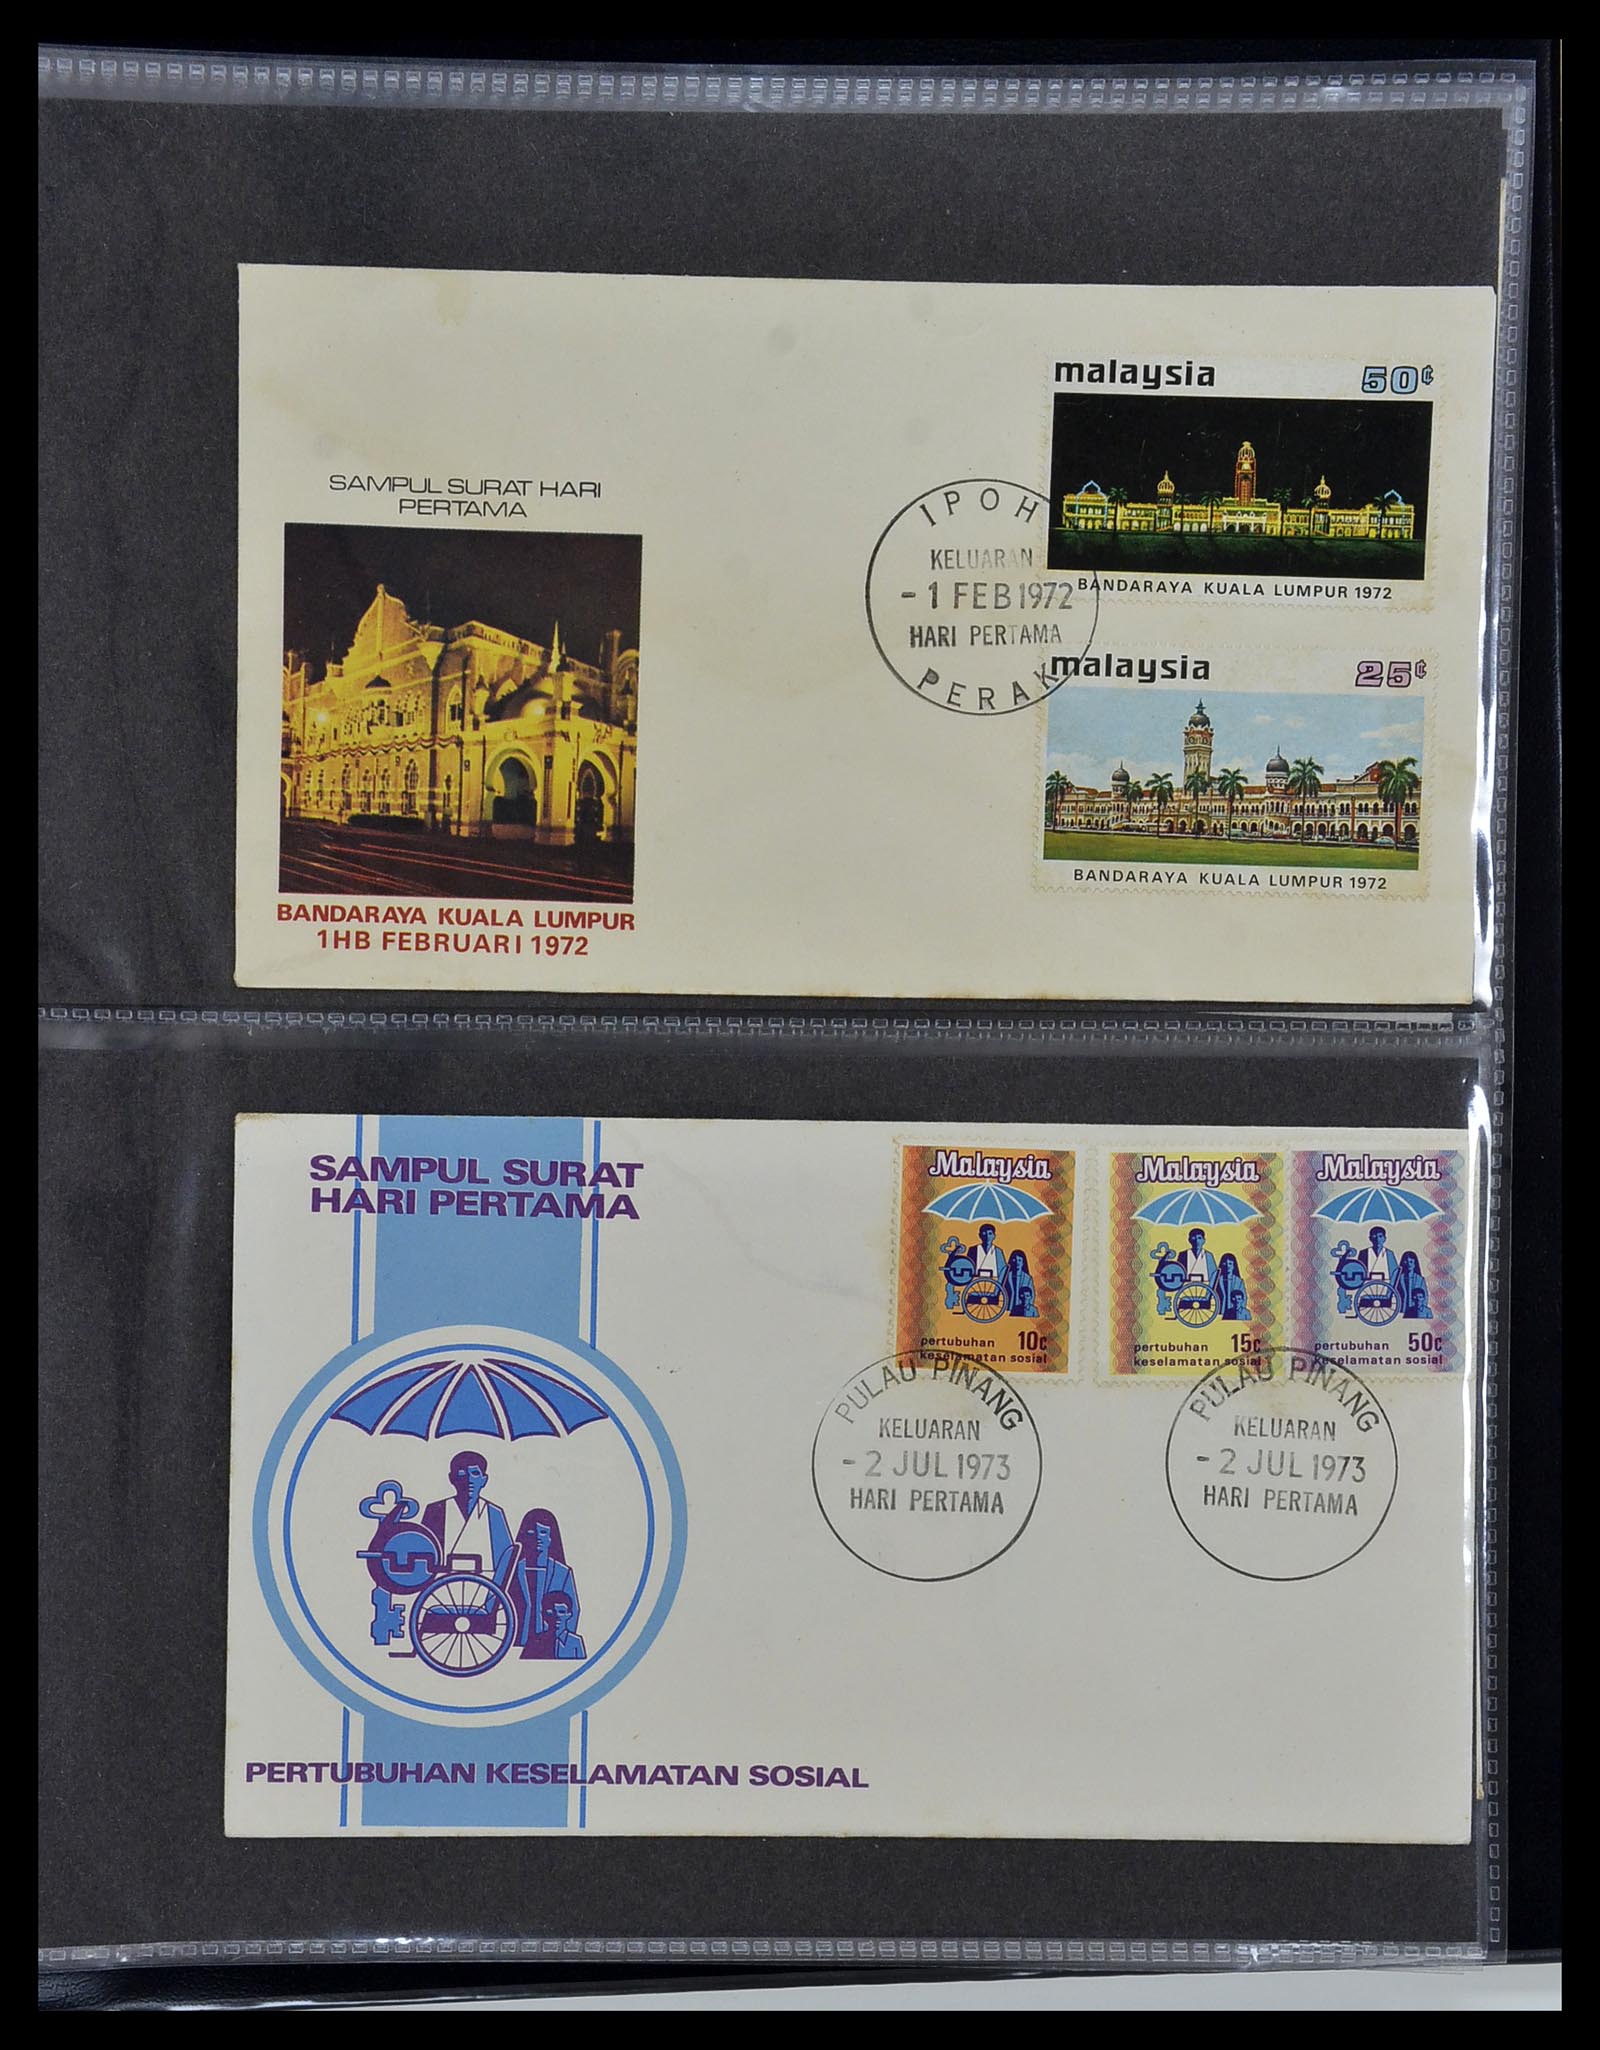 SAMPUL SURAT HARI
PERTAMA
BANDARAYA KUALA LUMPUR
1HB FEBRUARI 1972
IPOH
KELUARAN
-1 FEB 1972
HARI PERTAMA
PERAK
malaysia 50¢
BANDARAYA KUALA LUMPUR 1972
malaysia 25¢
BANDARAYA KUALA LUMPUR 1972
SAMPUL SURAT
HARI PERTAMA
PERTUBUHAN KESELAMATAN SOSIAL
Malaysia
pertubuhan 10c
keselamatan sosial
Malaysia
pertubuhan 15c
keselamatan sosial
Malaysia
pertubuhan 50c
keselamatan sosial
PULAU PINANG
KELUARAN
-2 JUL 1973
HARI PERTAMA
PULAU PINANG
KELUARAN
-2 JUL 1973
HARI PERTAMA